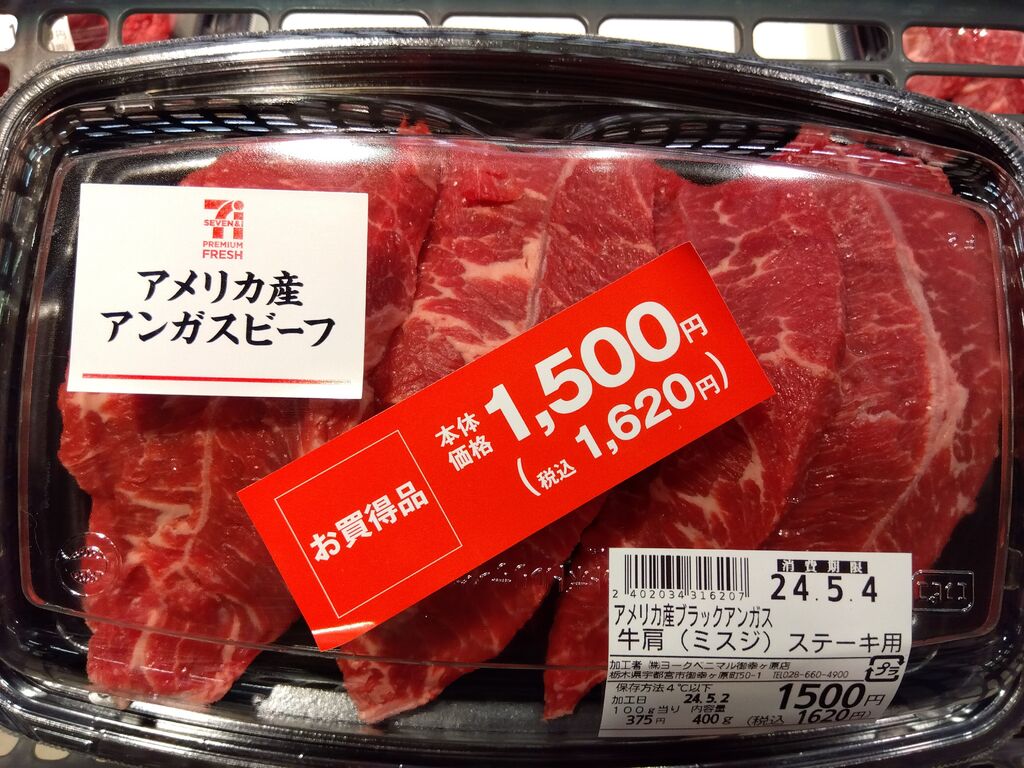 SEVEN&i
PREMIUM
FRESH
アメリカ産
アンガスビーフ
お買得品
本体価格 1,500円
(税込 1,620円)
2 402034 316207
消費期限
24.5.4
アメリカ産ブラックアンガス
牛肩(ミスジ)ステーキ用
加工者 ㈱ヨークベニマル御幸ヶ原店
栃木県宇都宮市御幸ヶ原町50-1 TEL028-660-4900
プラ
保存方法4℃以下
加工日 24.5.2
100g当り 内容量
375円 400g
1500円
(税込 1620円)